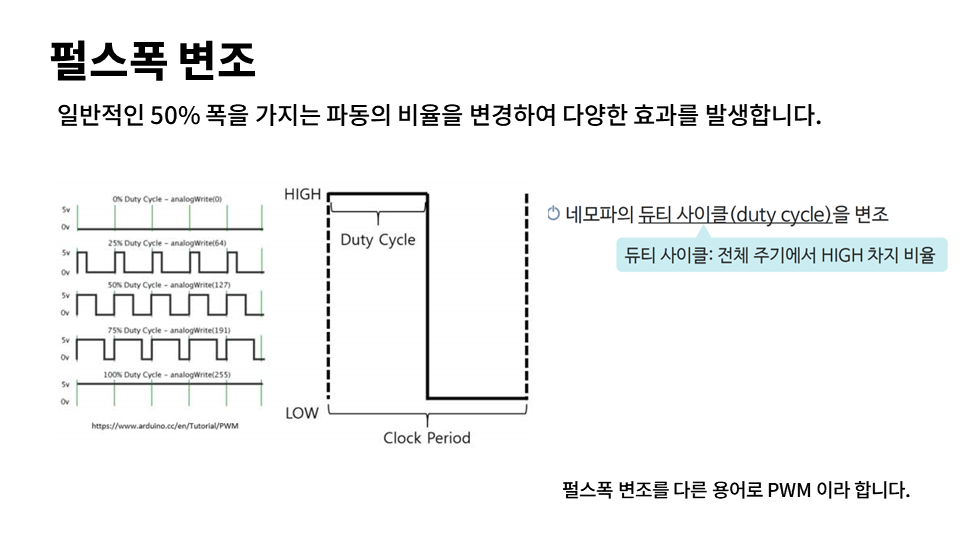 펄스폭 변조
일반적인 50% 폭을 가지는 파동의 비율을 변경하여 다양한 효과를 발생합니다.
0% Duty Cycle - analogWrite(0)
5v
0v
25% Duty Cycle - analogWrite(64)
5v
0v
50% Duty Cycle - analogWrite(127)
5v
0v
75% Duty Cycle - analogWrite(191)
5v
0v
100% Duty Cycle - analogWrite(255)
5v
0v
https://www.arduino.cc/en/Tutorial/PWM
HIGH
Duty Cycle
LOW
Clock Period
네모파의 듀티 사이클(duty cycle)을 변조
듀티 사이클: 전체 주기에서 HIGH 차지 비율
펄스폭 변조를 다른 용어로 PWM 이라 합니다.